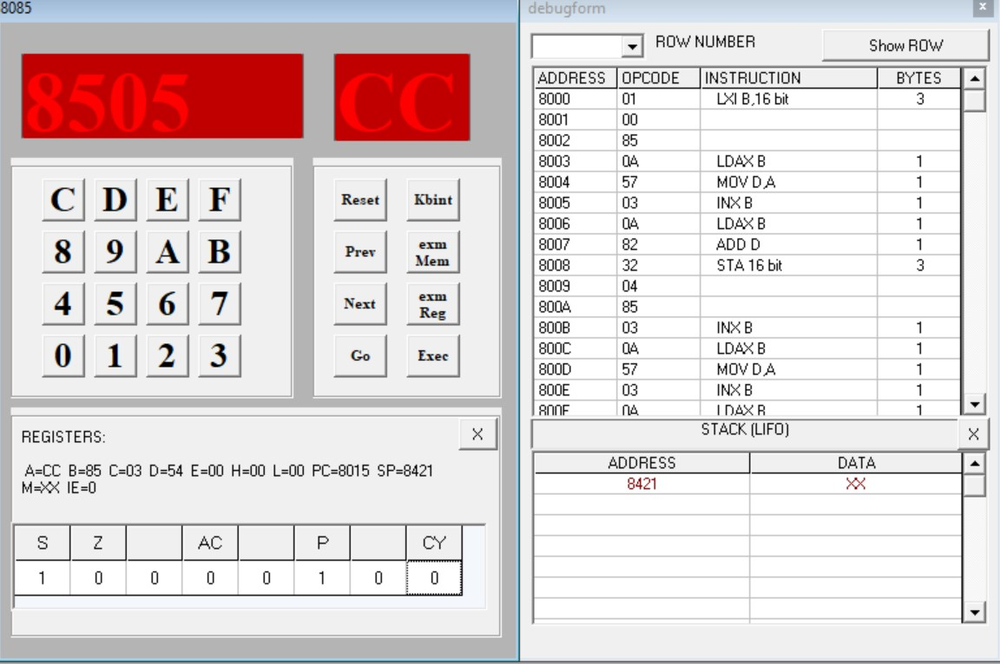 8085
8505 CC
C D E F
8 9 A B
4 5 6 7
0 1 2 3
Reset Kbint
Prev exm Mem
Next exm Reg
Go Exec
REGISTERS: X
A=CC B=85 C=03 D=54 E=00 H=00 L=00 PC=8015 SP=8421
M=XX IE=0
S Z AC P CY
1 0 0 0 0 1 0 0
debugform x
ROW NUMBER Show ROW
ADDRESS OPCODE INSTRUCTION BYTES
8000 01 LXI B,16 bit 3
8001 00
8002 85
8003 0A LDAX B 1
8004 57 MOV D,A 1
8005 03 INX B 1
8006 0A LDAX B 1
8007 82 ADD D 1
8008 32 STA 16 bit 3
8009 04
800A 85
800B 03 INX B 1
800C 0A LDAX B 1
800D 57 MOV D,A 1
800E 03 INX B 1
800F 0A LDAX B 1
STACK (LIFO) X
ADDRESS DATA
8421 XX